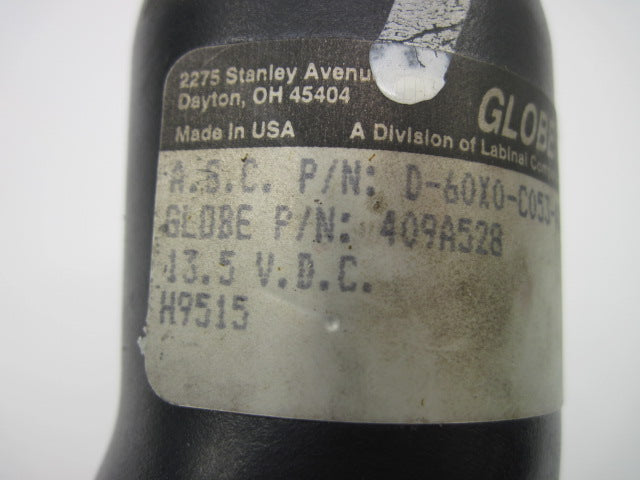 2275 Stanley Avenu
Dayton, OH 45404
GLOBE
Made in USA A Division of Labinal
A.S.C. P/N: D-60X0-C053-
GLOBE P/N: 409A528
13.5 V.D.C.
H9515